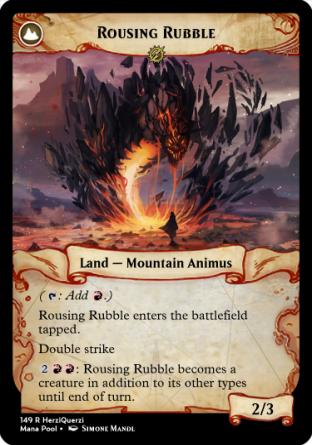 ROUSING RUBBLE
Land — Mountain Animus
( : Add .)
Rousing Rubble enters the battlefield
tapped.
Double strike
2 : Rousing Rubble becomes a
creature in addition to its other types
until end of turn.
2/3
149 R HerziQuerzi
Mana Pool • SIMONE MANDL